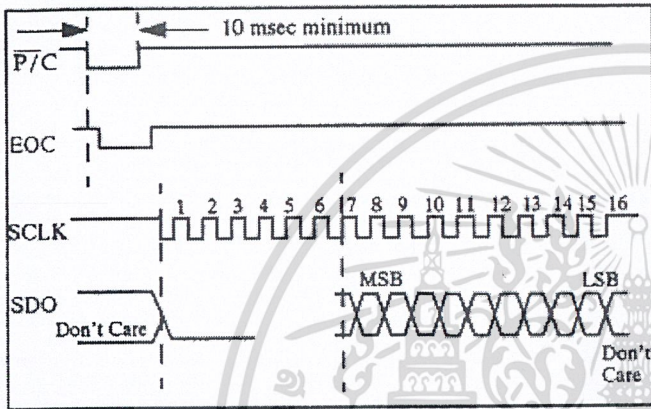 10 msec minimum
P/C
EOC
1 2 3 4 5 6 7 8 9 10 11 12 13 14 15 16
SCLK
MSB LSB
SDO
Don't Care
Don't
Care